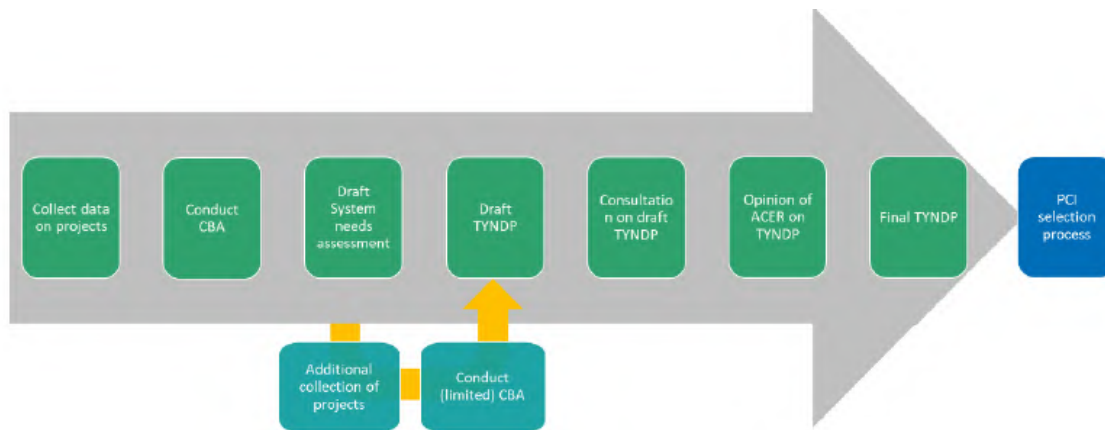 Collect data
on projects
Conduct
CBA
Draft
System
needs
assessment
Draft
TYNDP
Consultatio
n on draft
TYNDP
Opinion of
ACER on
TYNDP
Final TYNDP
PCI
selection
process
Additional
collection of
projects
Conduct
(limited) CBA